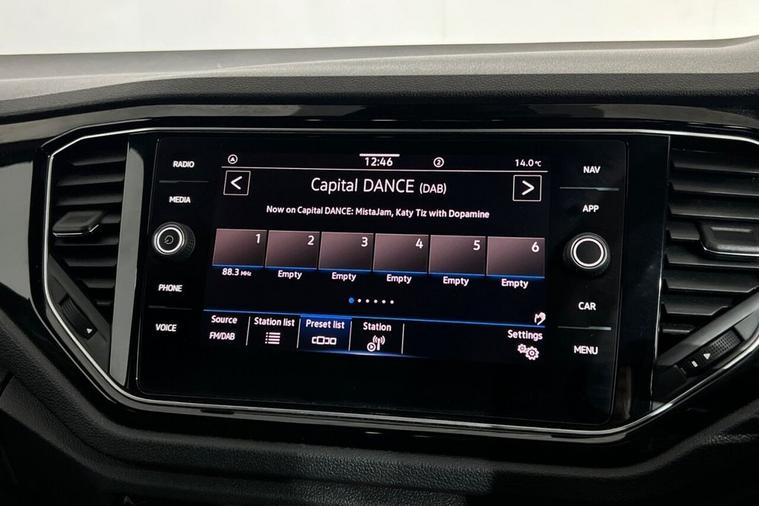 RADIO
MEDIA
PHONE
VOICE
A 12:46 2 14.0 °C
< Capital DANCE (DAB) >
Now on Capital DANCE: MistaJam, Katy Tiz with Dopamine
1 2 3 4 5 6
88.3 MHz Empty Empty Empty Empty Empty
Source Station list Preset list Station Settings
FM/DAB
NAV
APP
CAR
MENU